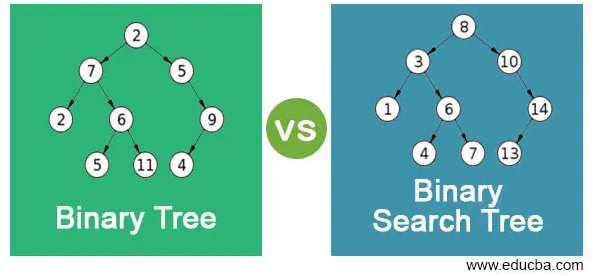 2
7 5
2 6 9
5 11 4
Binary Tree
vs
8
3 10
1 6 14
4 7 13
Binary
Search Tree
www.educba.com